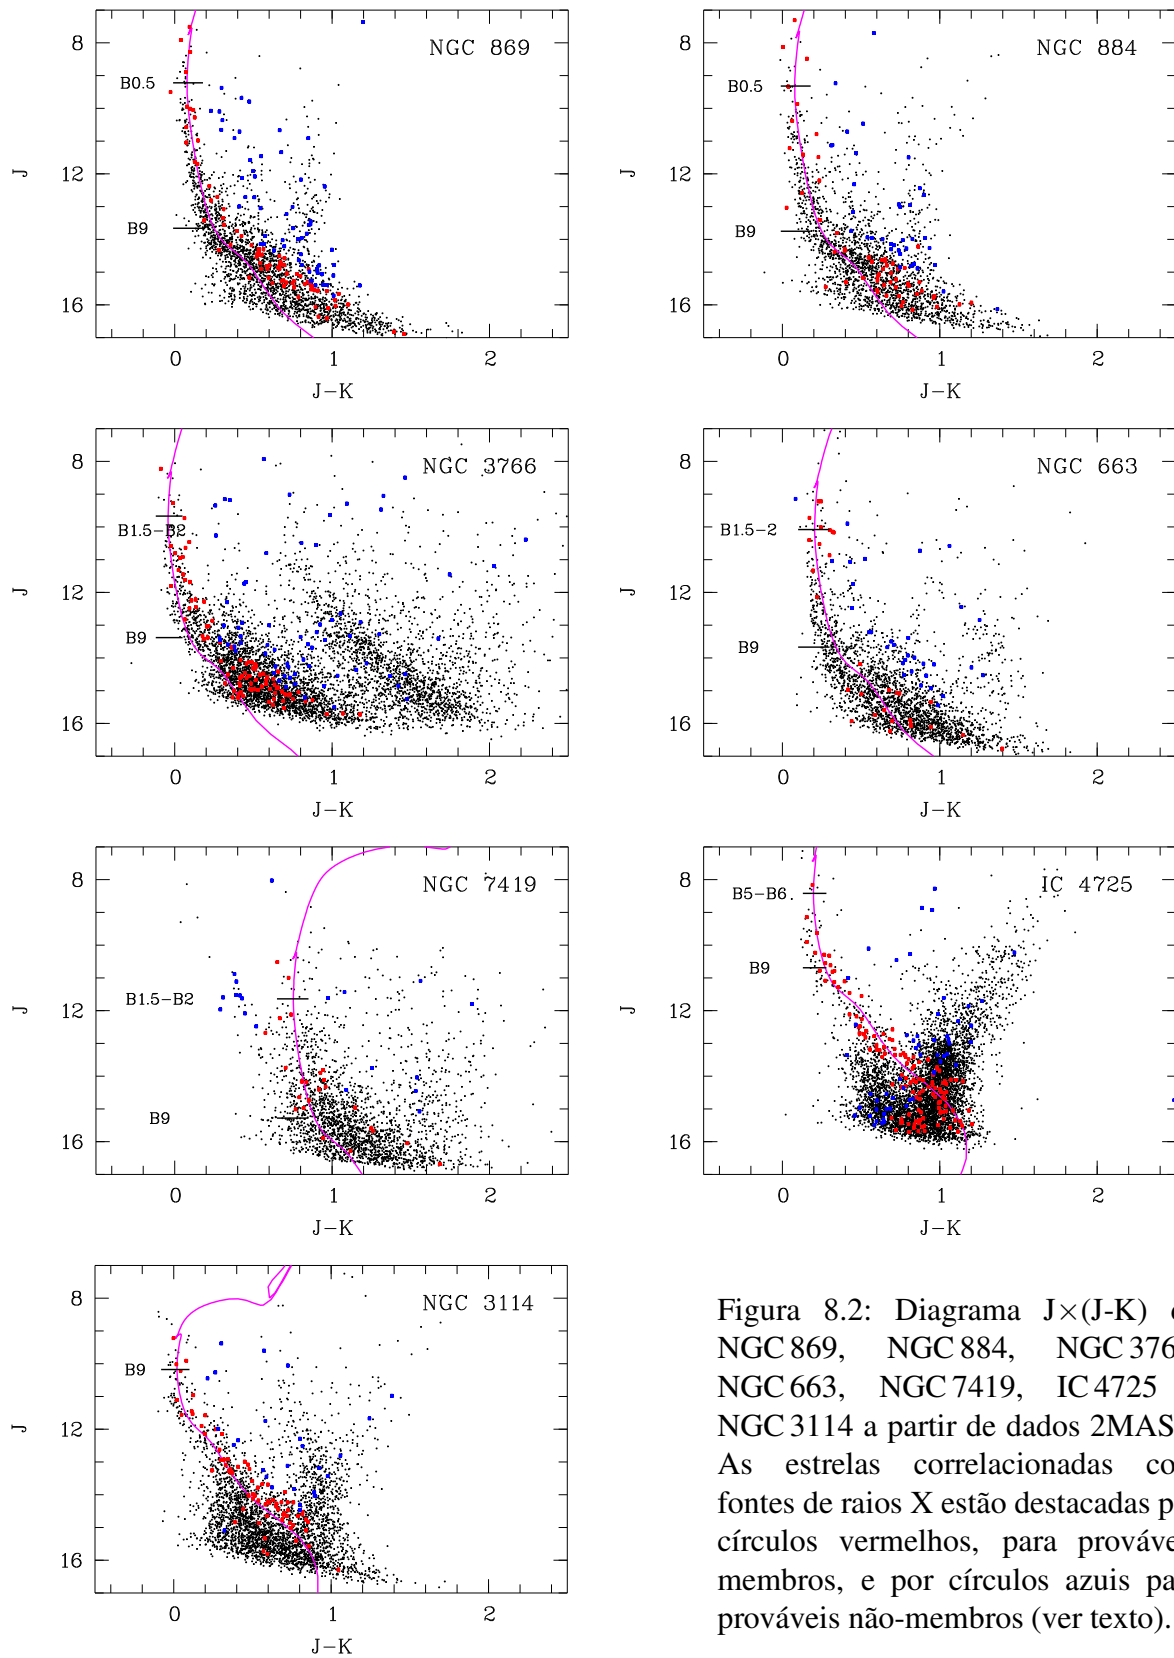 NGC 869
B0.5
B9
8
12
16
J
0
1
2
J-K
NGC 884
B0.5
B9
8
12
16
J
0
1
2
J-K
NGC 3766
B1.5-B2
B9
8
12
16
J
0
1
2
J-K
NGC 663
B1.5-2
B9
8
12
16
J
0
1
2
J-K
NGC 7419
B1.5-B2
B9
8
12
16
J
0
1
2
J-K
IC 4725
B5-B6
B9
8
12
16
J
0
1
2
J-K
NGC 3114
B9
8
12
16
J
0
1
2
J-K
Figura 8.2: Diagrama J×(J-K)
NGC 869, NGC 884, NGC
NGC 663, NGC 7419, IC 4725
NGC 3114 a partir de dados
As estrelas correlacionadas
fontes de raios X estão destacadas
círculos vermelhos, para
membros, e por círculos azuis
prováveis não-membros (ver texto).